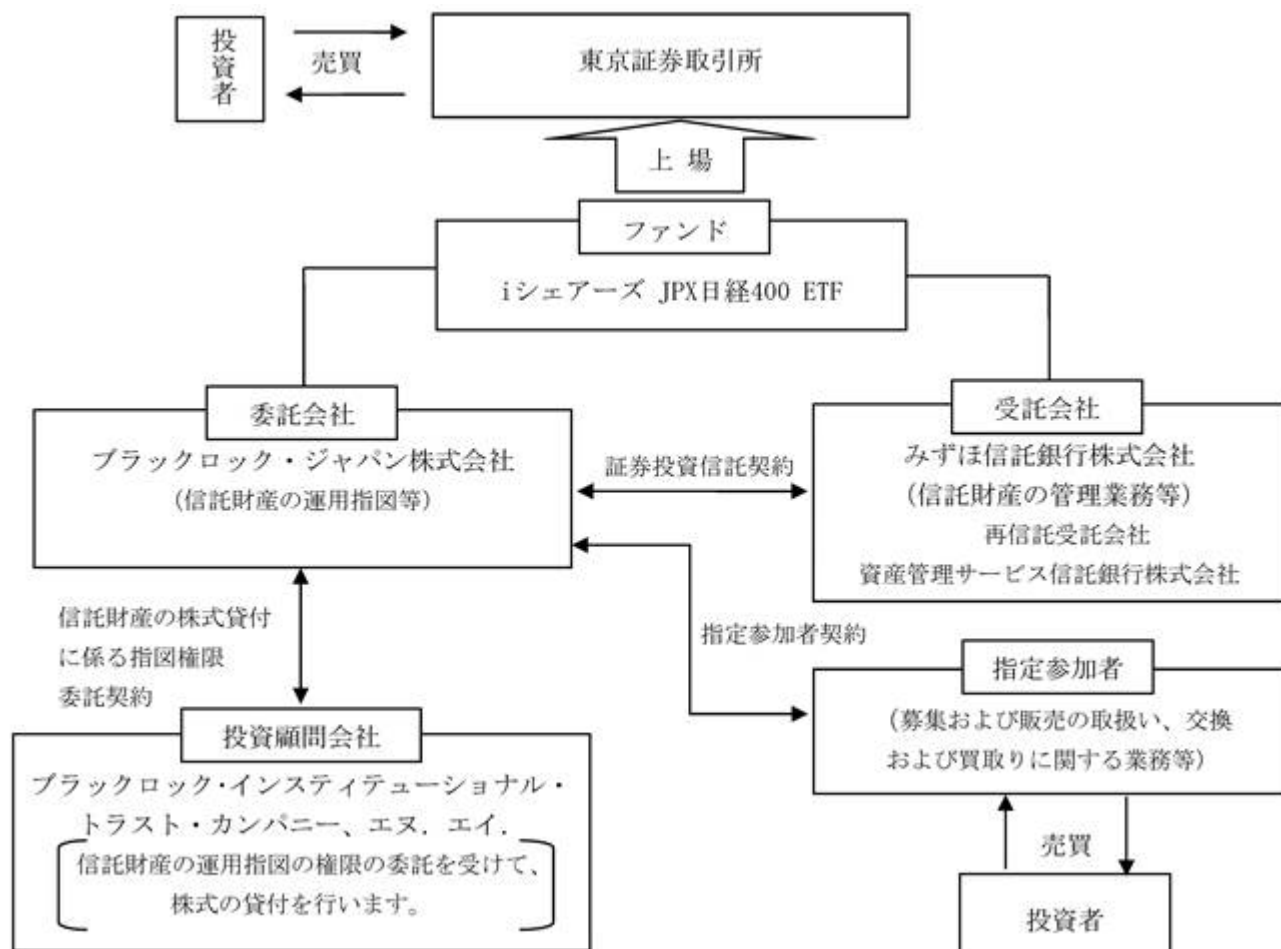 投資者
売買
東京証券取引所
上 場
ファンド
iシェアーズ JPX日経400 ETF
委託会社
ブラックロック・ジャパン株式会社
(信託財産の運用指図等)
証券投資信託契約
受託会社
みずほ信託銀行株式会社
(信託財産の管理業務等)
再信託受託会社
資産管理サービス信託銀行株式会社
信託財産の株式貸付
に係る指図権限
委託契約
指定参加者契約
指定参加者
(募集および販売の取扱い、交換
および買取りに関する業務等)
投資顧問会社
ブラックロック・インスティテューショナル・
トラスト・カンパニー、エヌ．エイ．
信託財産の運用指図の権限の委託を受けて、
株式の貸付を行います。
売買
投資者